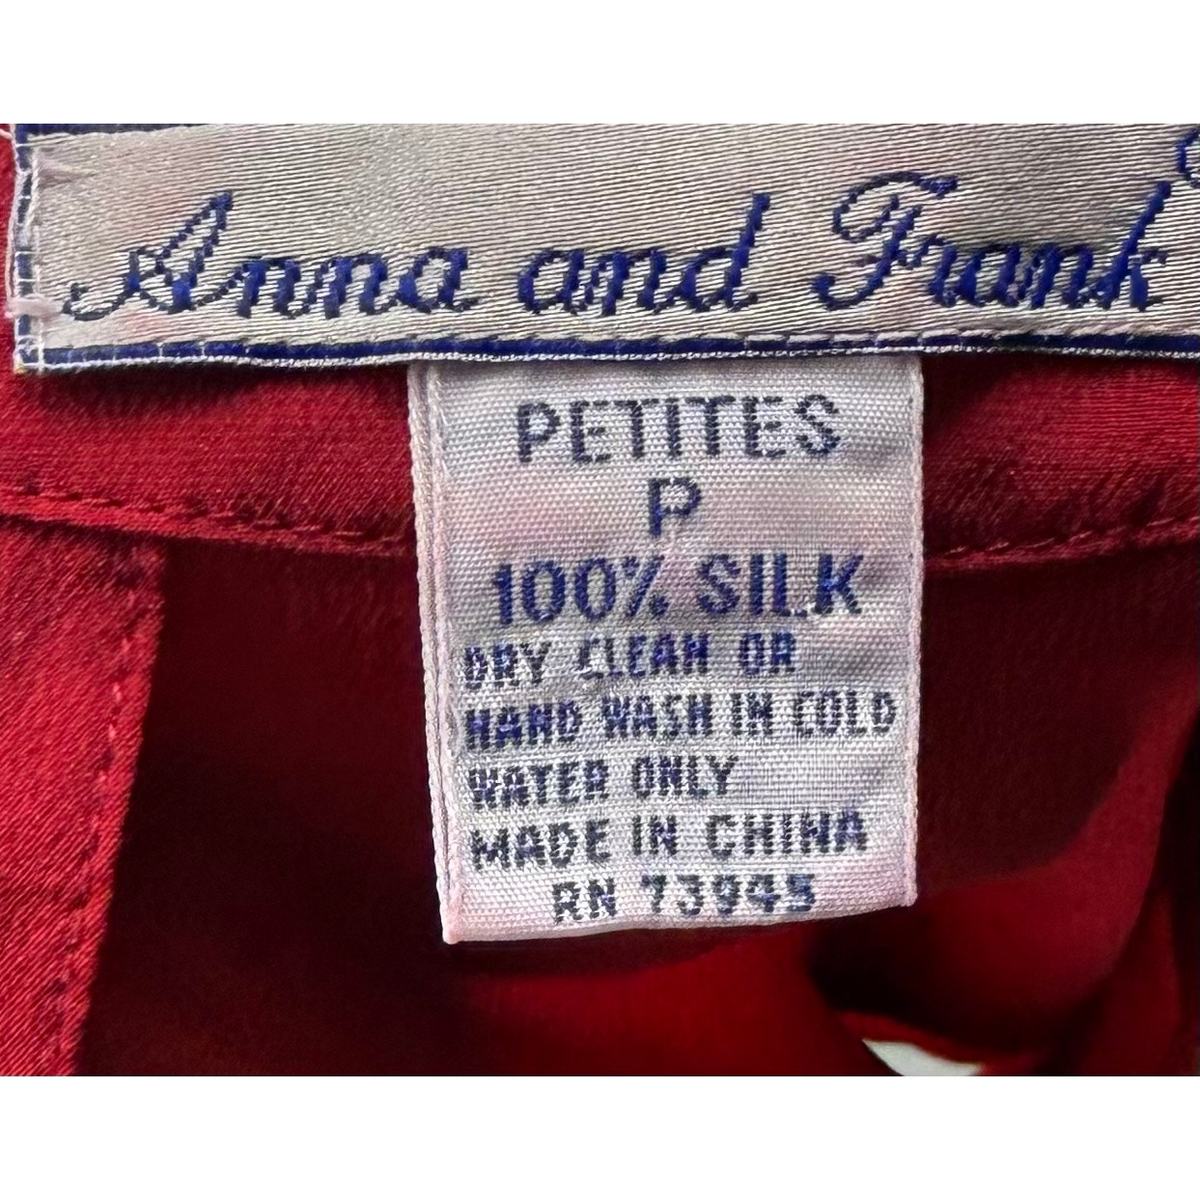 Anna and Frank
PETITES
P
100% SILK
DRY CLEAN OR
HAND WASH IN COLD
WATER ONLY
MADE IN CHINA
RN 73945